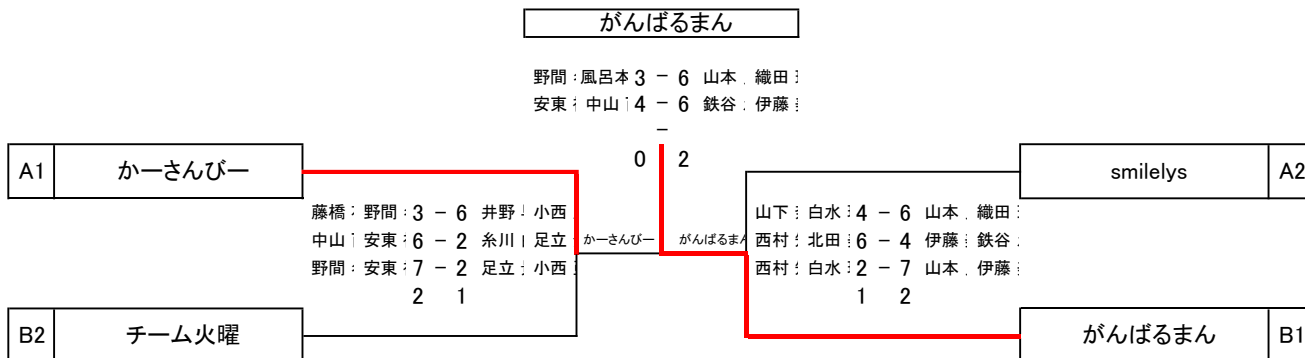 がんばるまん
野間 風呂本 3 - 6 山本 織田
安東 中山 4 - 6 鉄谷 伊藤
-
0 2
A1 かーさんびー
smilelys A2
藤橋 野間 3 - 6 井野 小西
中山 安東 6 - 2 糸川 足立
野間 安東 7 - 2 足立 小西
2 1
かーさんびー がんばるまん
山下 白水 4 - 6 山本 織田
西村 北田 6 - 4 伊藤 鉄谷
西村 白水 2 - 7 山本 伊藤
1 2
B2 チーム火曜
がんばるまん B1